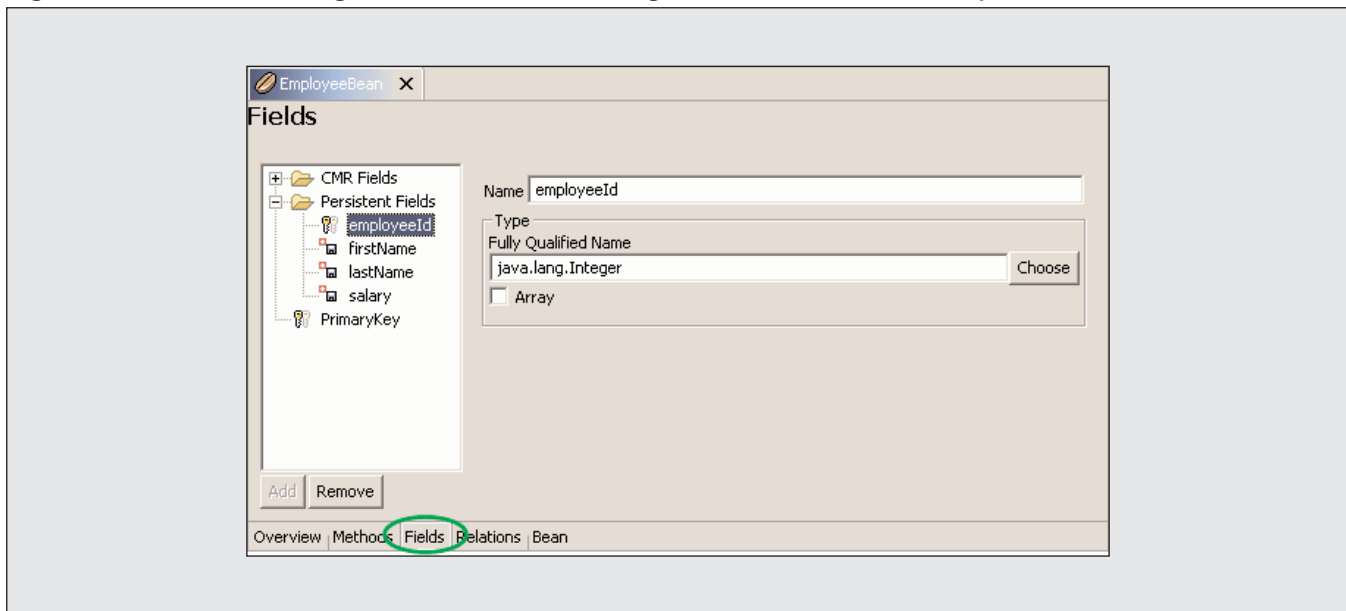 EmployeeBean X
Fields
CMR Fields
Persistent Fields
employeeId
firstName
lastName
salary
PrimaryKey
Name employeeId
Type
Fully Qualified Name
java.lang.Integer Choose
Array
Add Remove
Overview Methods Fields Relations Bean